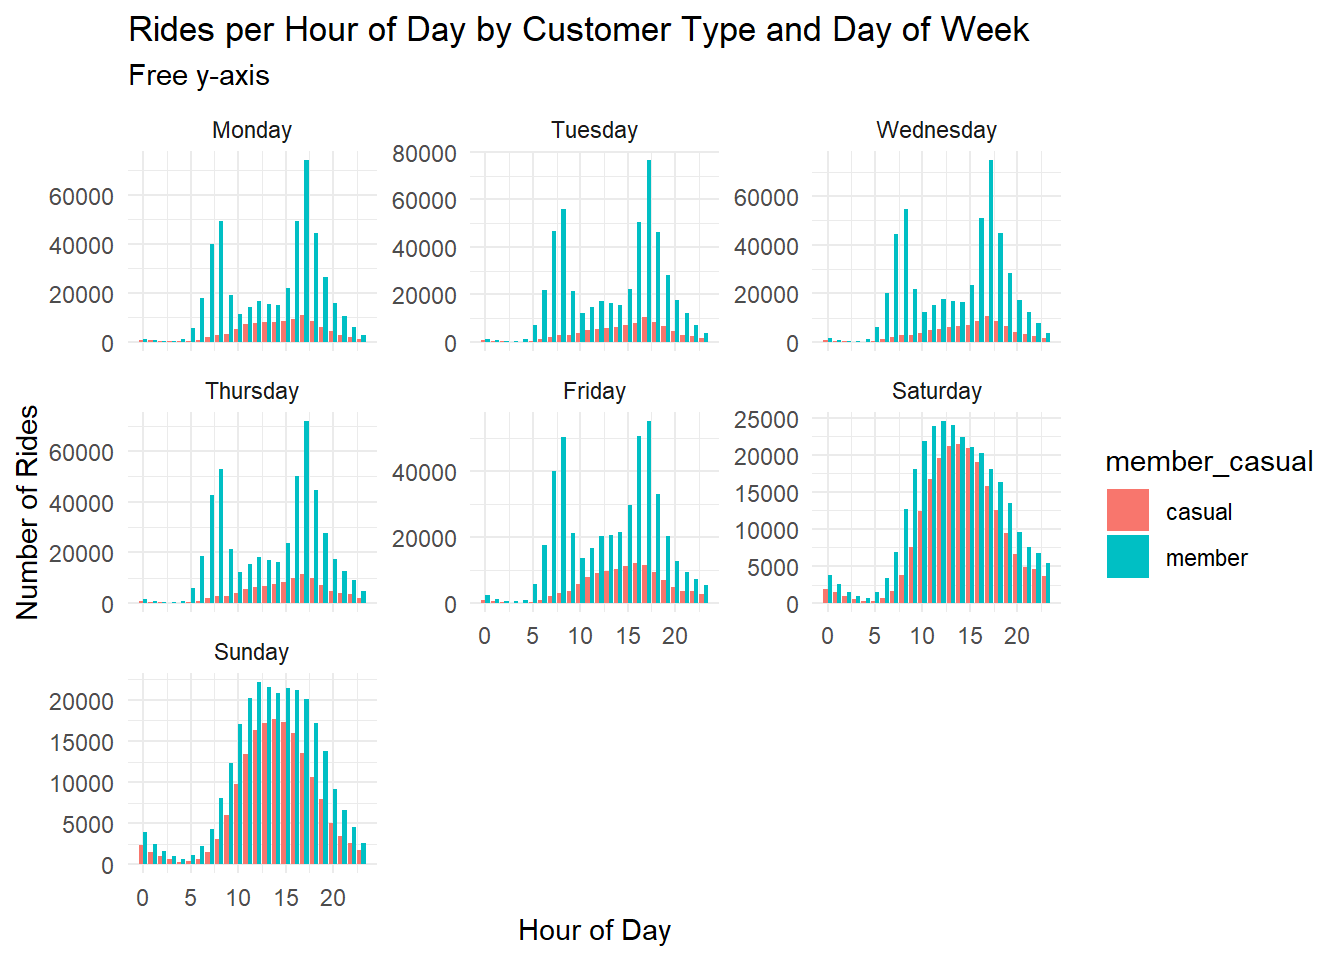 Rides per Hour of Day by Customer Type and Day of Week
Free y-axis
Monday
Tuesday
Wednesday
60000
40000
20000
0
80000
60000
40000
20000
0
60000
40000
20000
0
Thursday
Friday
Saturday
60000
40000
20000
0
40000
20000
0
25000
20000
15000
10000
5000
0
0 5 10 15 20
0 5 10 15 20
Sunday
20000
15000
10000
5000
0
0 5 10 15 20
Number of Rides
Hour of Day
member_casual
casual
member